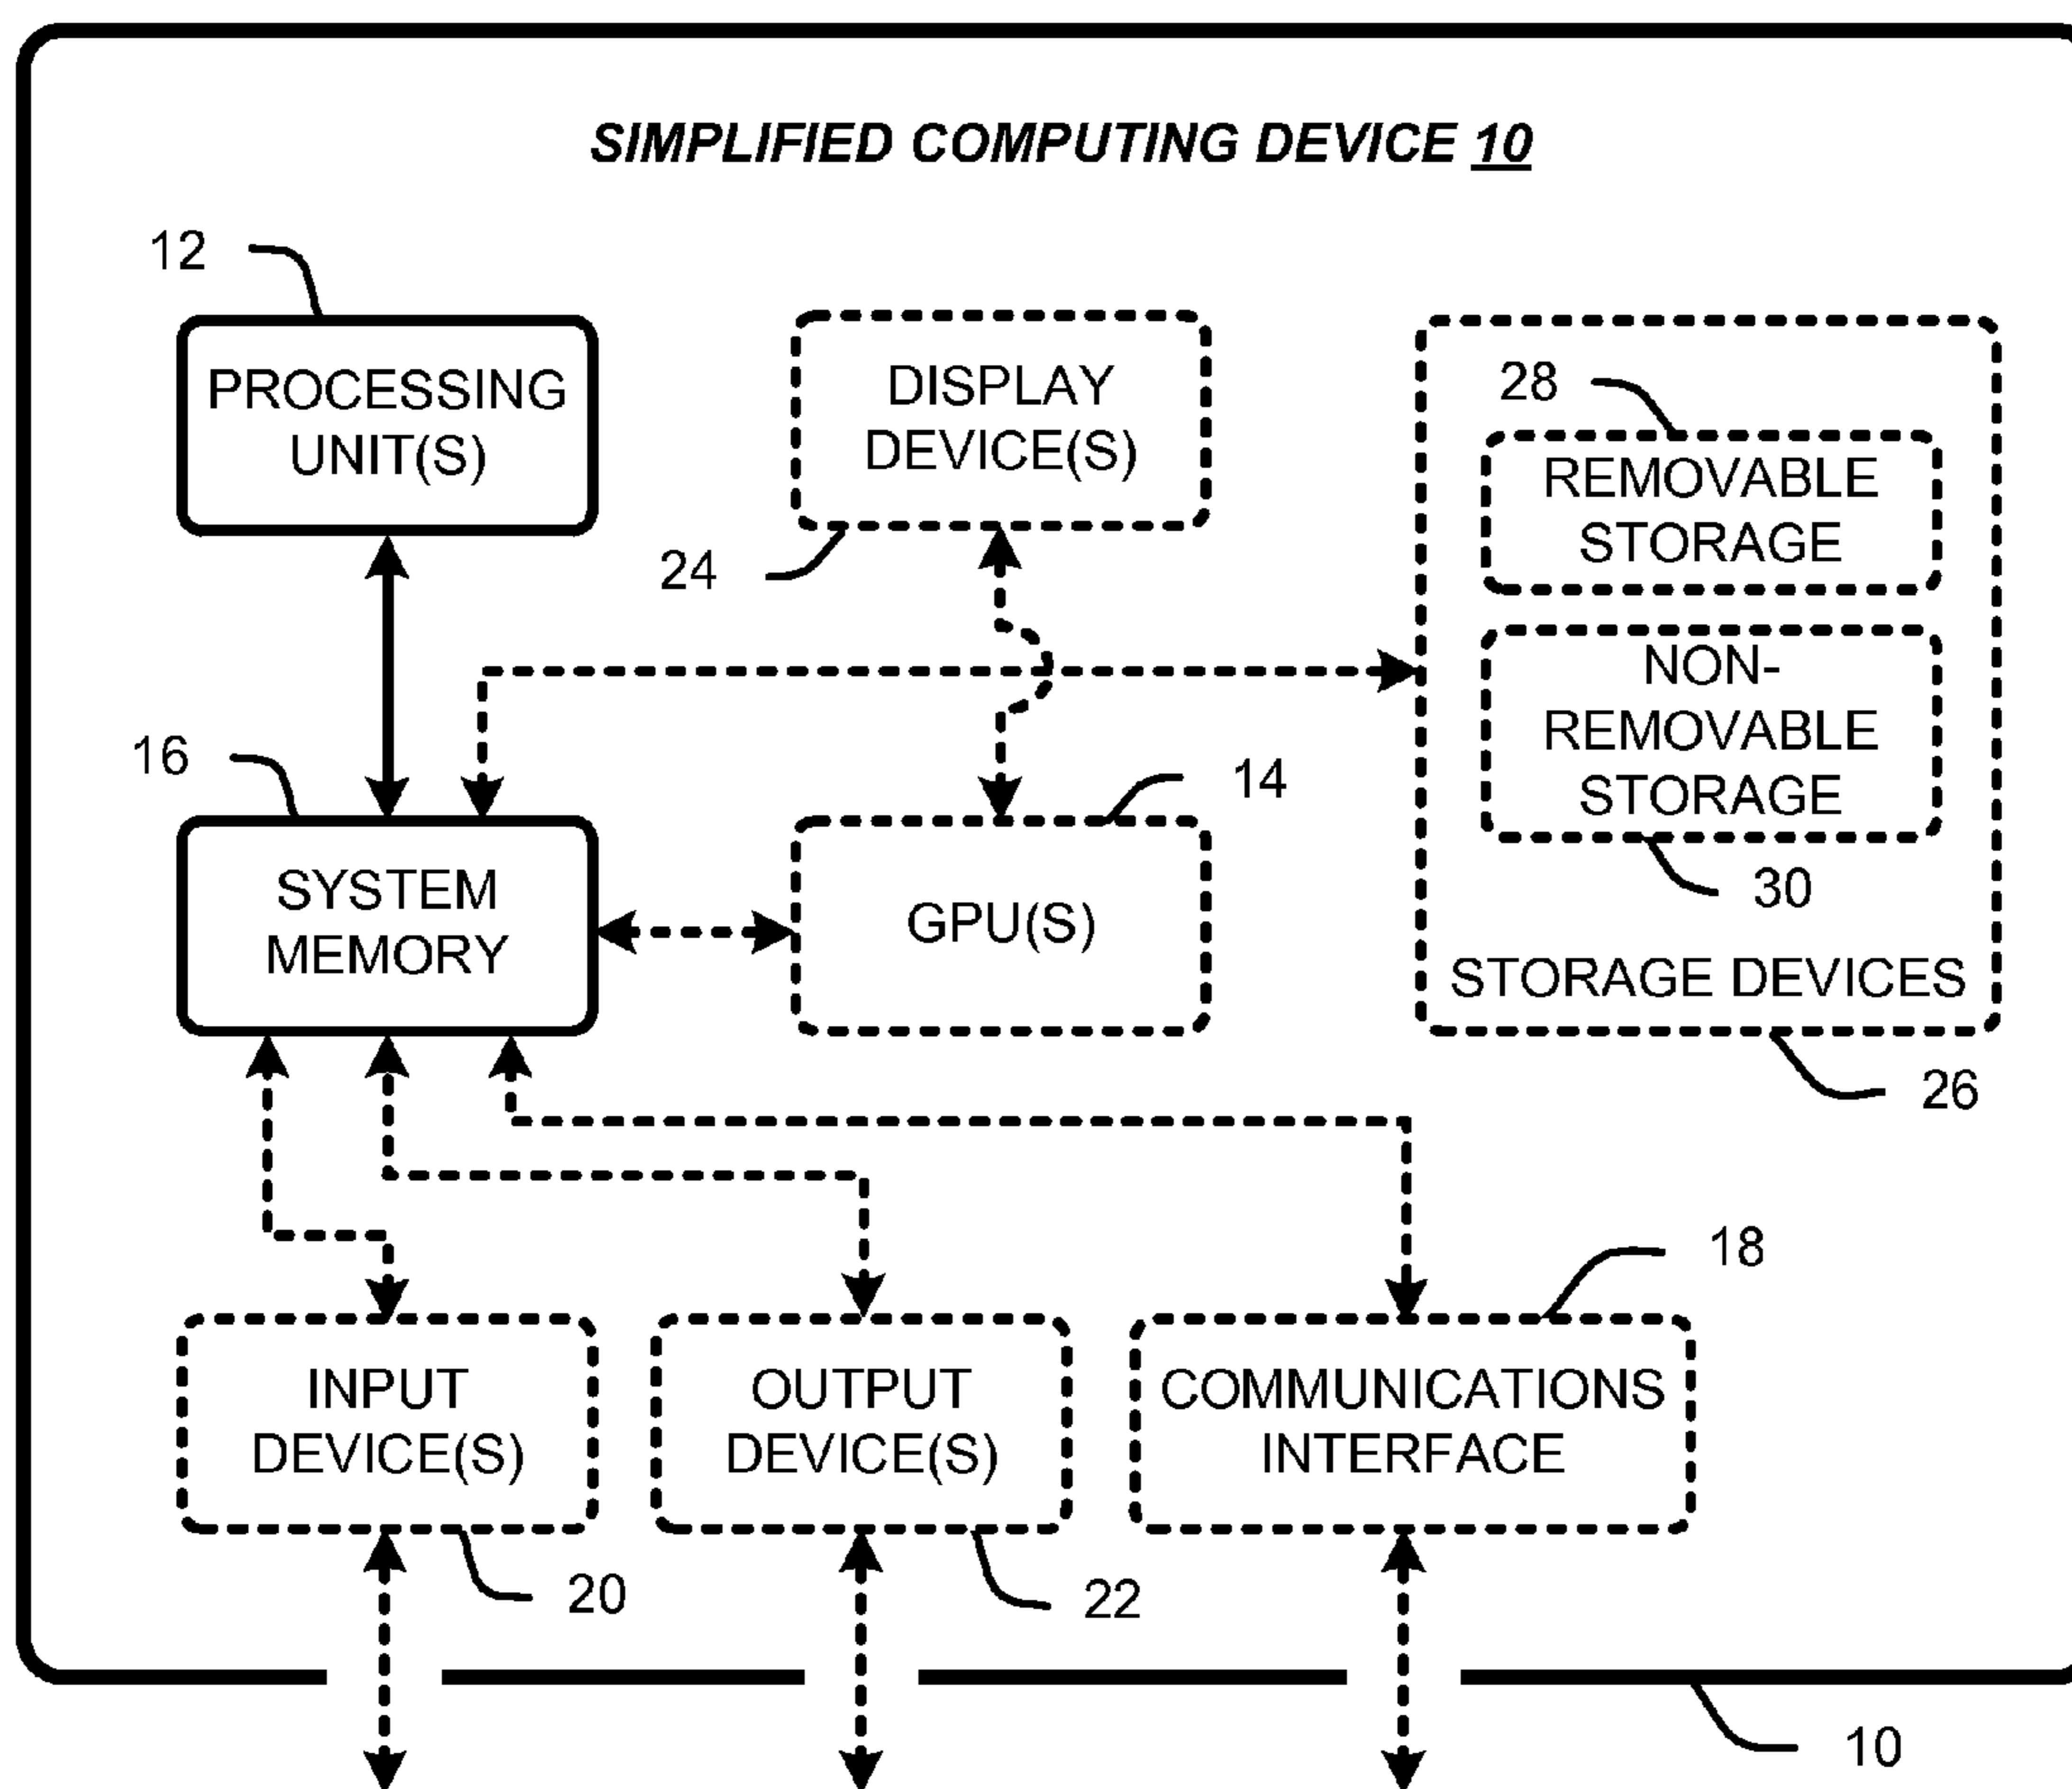 SIMPLIFIED COMPUTING DEVICE 10
12
PROCESSING
UNIT(S)
DISPLAY
DEVICE(S)
24
28
REMOVABLE
STORAGE
NON-
REMOVABLE
STORAGE
30
STORAGE DEVICES
26
16
SYSTEM
MEMORY
14
GPU(S)
18
INPUT
DEVICE(S)
20
OUTPUT
DEVICE(S)
22
COMMUNICATIONS
INTERFACE
10